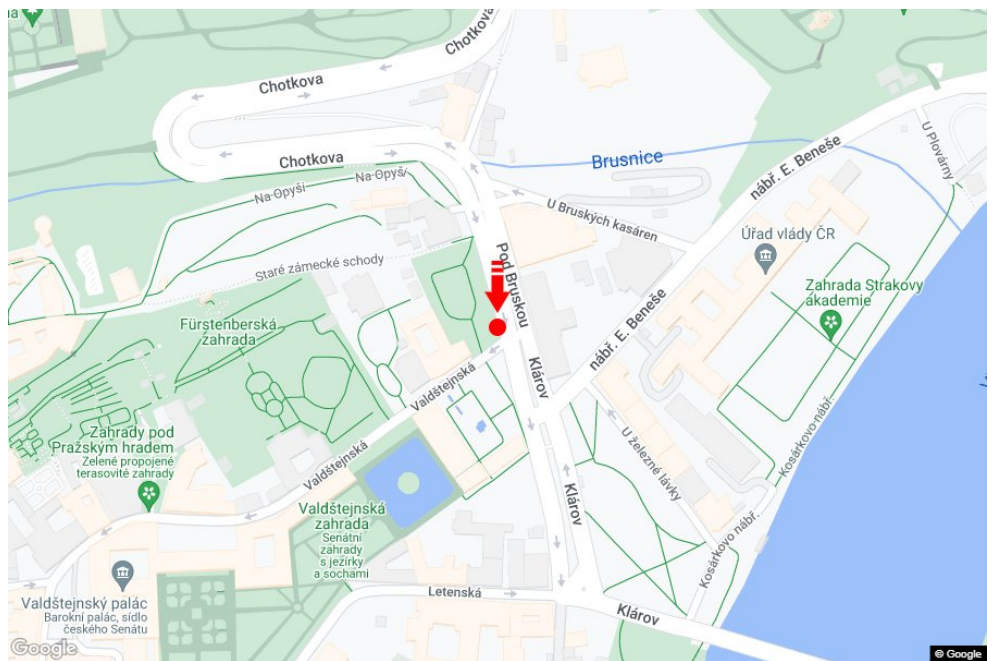 na
Chotkova
Chotkova
Chotkova
Brusnice
nábř. E. Beneše
U Plovárny
Na Opyši
Na Opyši
U Bruských kasáren
Úřad vlády ČR
Staré zámecké schody
Pod Bruskou
Zahrada Strakovy
akademie
Fürstenberská
zahrada
nábř. E. Beneše
Klárov
Valdštejnská
Zahrady pod
Pražským hradem
Zelené propojené
terasovité zahrady
Valdštejnská
U železné lávky
Kosárkovo nábř.
Valdštejnská
zahrada
Senátní
zahrady
s jezírky
a sochami
Klárov
Kosárkovo nábř.
Valdštejnský palác
Barokní palác, sídlo
českého Senátu
Letenská
Klárov
Google
© Google